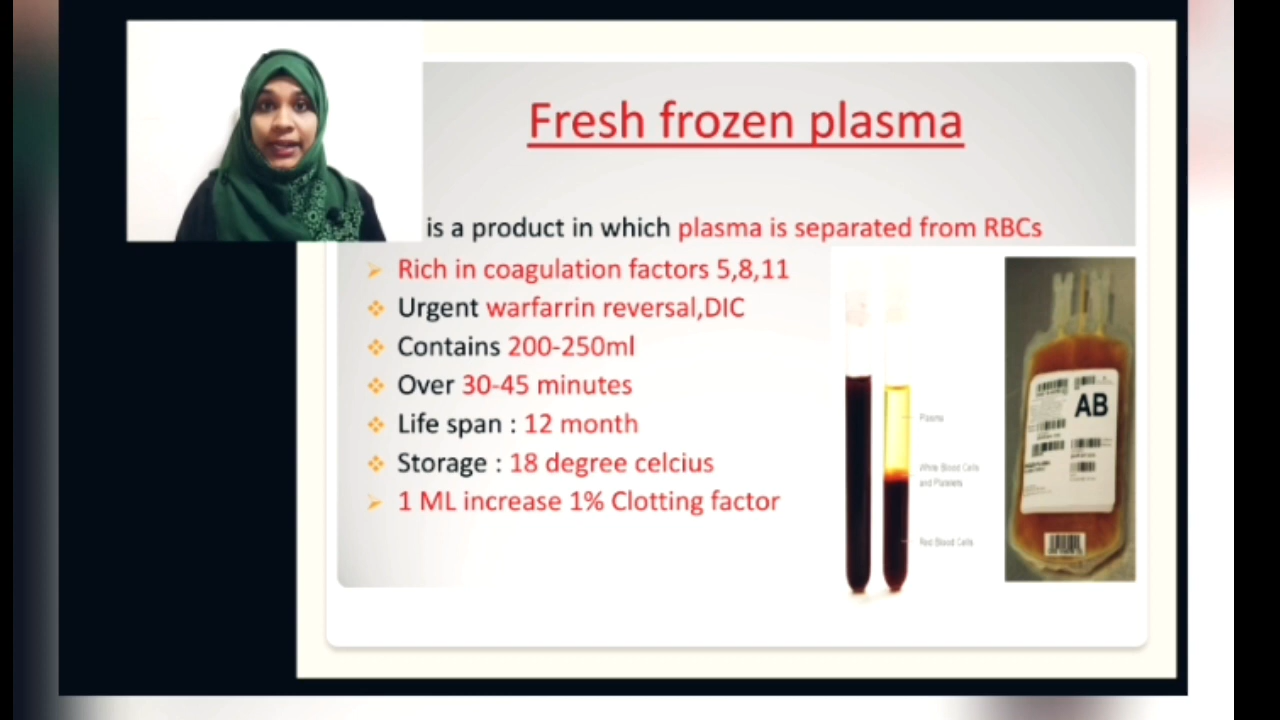 Fresh frozen plasma
is a product in which plasma is separated from RBCs
Rich in coagulation factors 5,8,11
Urgent warfarrin reversal,DIC
Contains 200-250ml
Over 30-45 minutes
Life span : 12 month
Storage : 18 degree celcius
1 ML increase 1% Clotting factor
Plasma
White Blood Cells
and Platelets
Red Blood Cells
AB